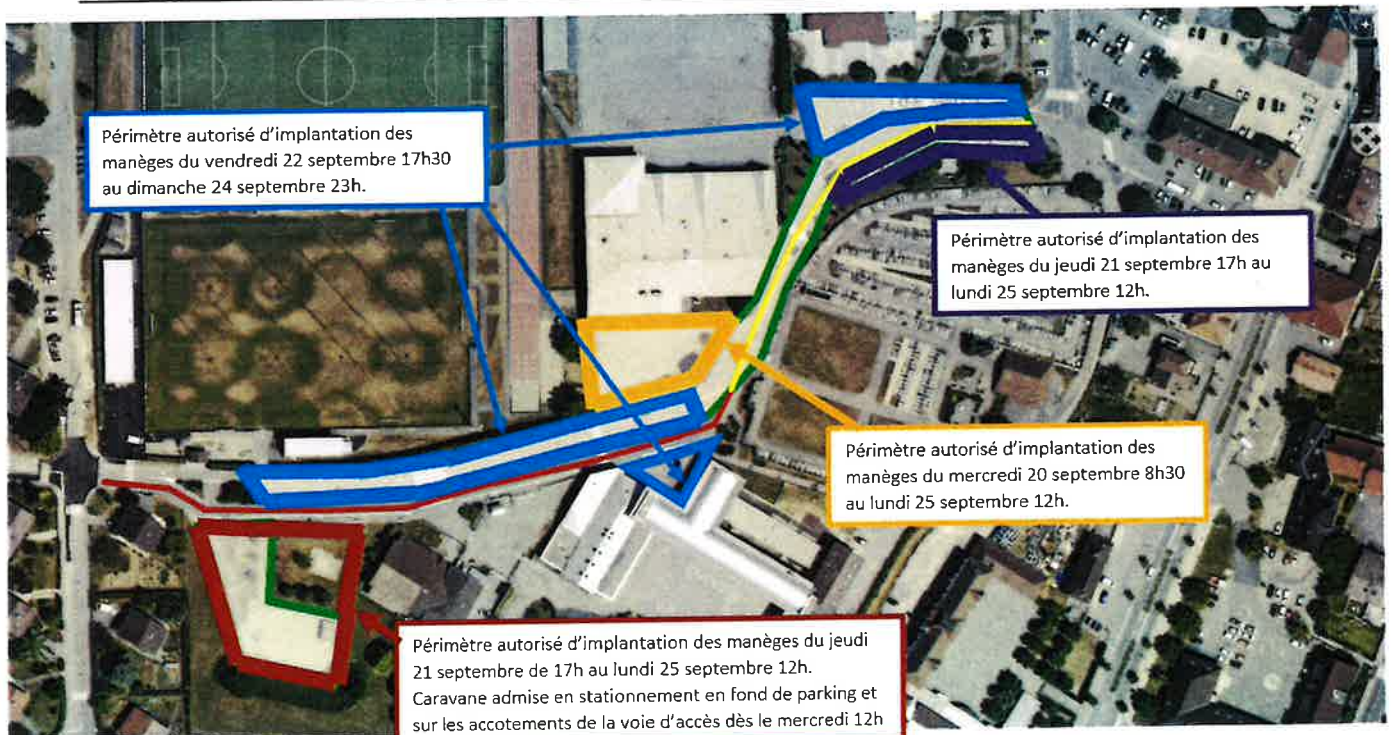 Périmètre autorisé d'implantation des
manèges du vendredi 22 septembre 17h30
au dimanche 24 septembre 23h.
Périmètre autorisé d'implantation des
manèges du jeudi 21 septembre 17h au
lundi 25 septembre 12h.
Périmètre autorisé d'implantation des
manèges du mercredi 20 septembre 8h30
au lundi 25 septembre 12h.
Périmètre autorisé d'implantation des manèges du jeudi
21 septembre de 17h au lundi 25 septembre 12h.
Caravane admise en stationnement en fond de parking et
sur les accotements de la voie d'accès dès le mercredi 12h